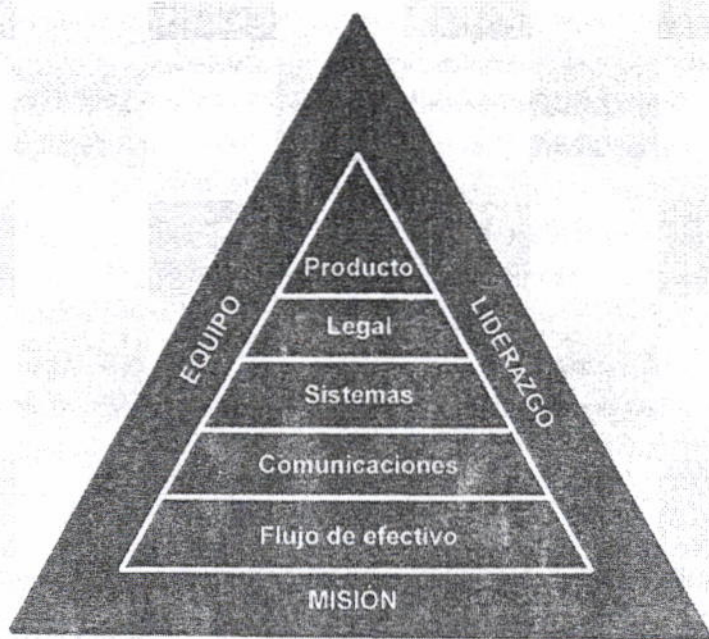 Producto
Legal
EQUIPO
LIDERAZGO
Sistemas
Comunicaciones
Flujo de efectivo
MISIÓN